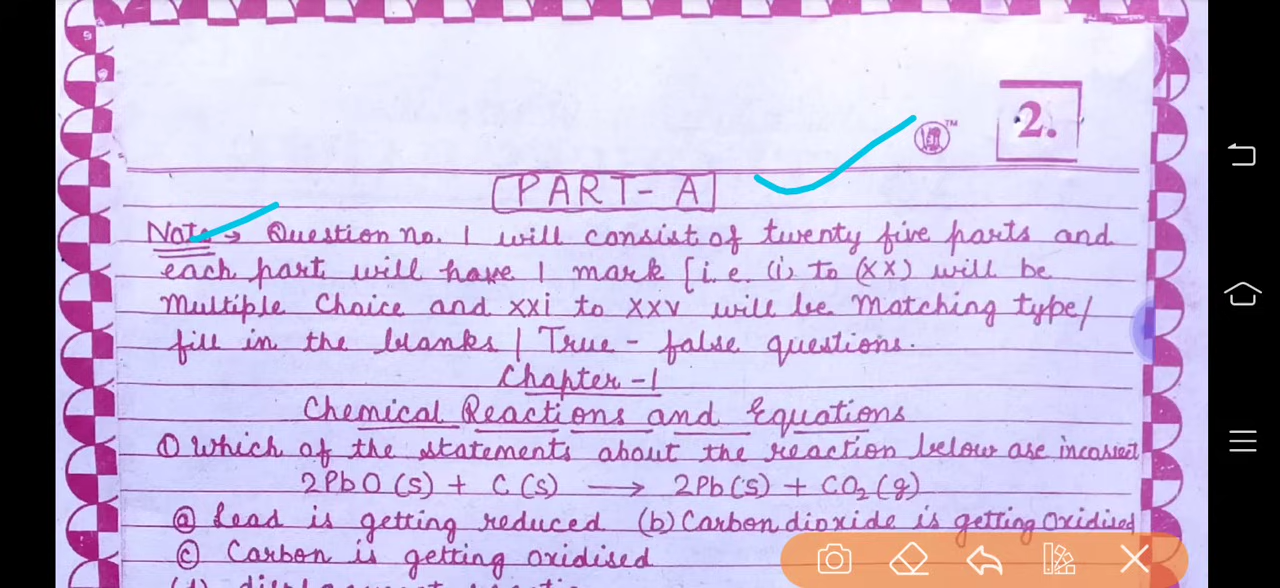 2.
PART-A
Note → Question no. 1 will consist of twenty five parts and
each part will have 1 mark [i.e (i) to (xx) will be
multiple Choice and xxi to xxv will be Matching type/
fill in the blanks | True - false questions.
Chapter-1
Chemical Reactions and Equations
① Which of the statements about the reaction below are incorrect
2PbO(s) + C(s) → 2Pb(s) + CO₂(g)
ⓐ Lead is getting reduced (b) Carbon dioxide is getting Oxidised
ⓒ Carbon is getting oxidised